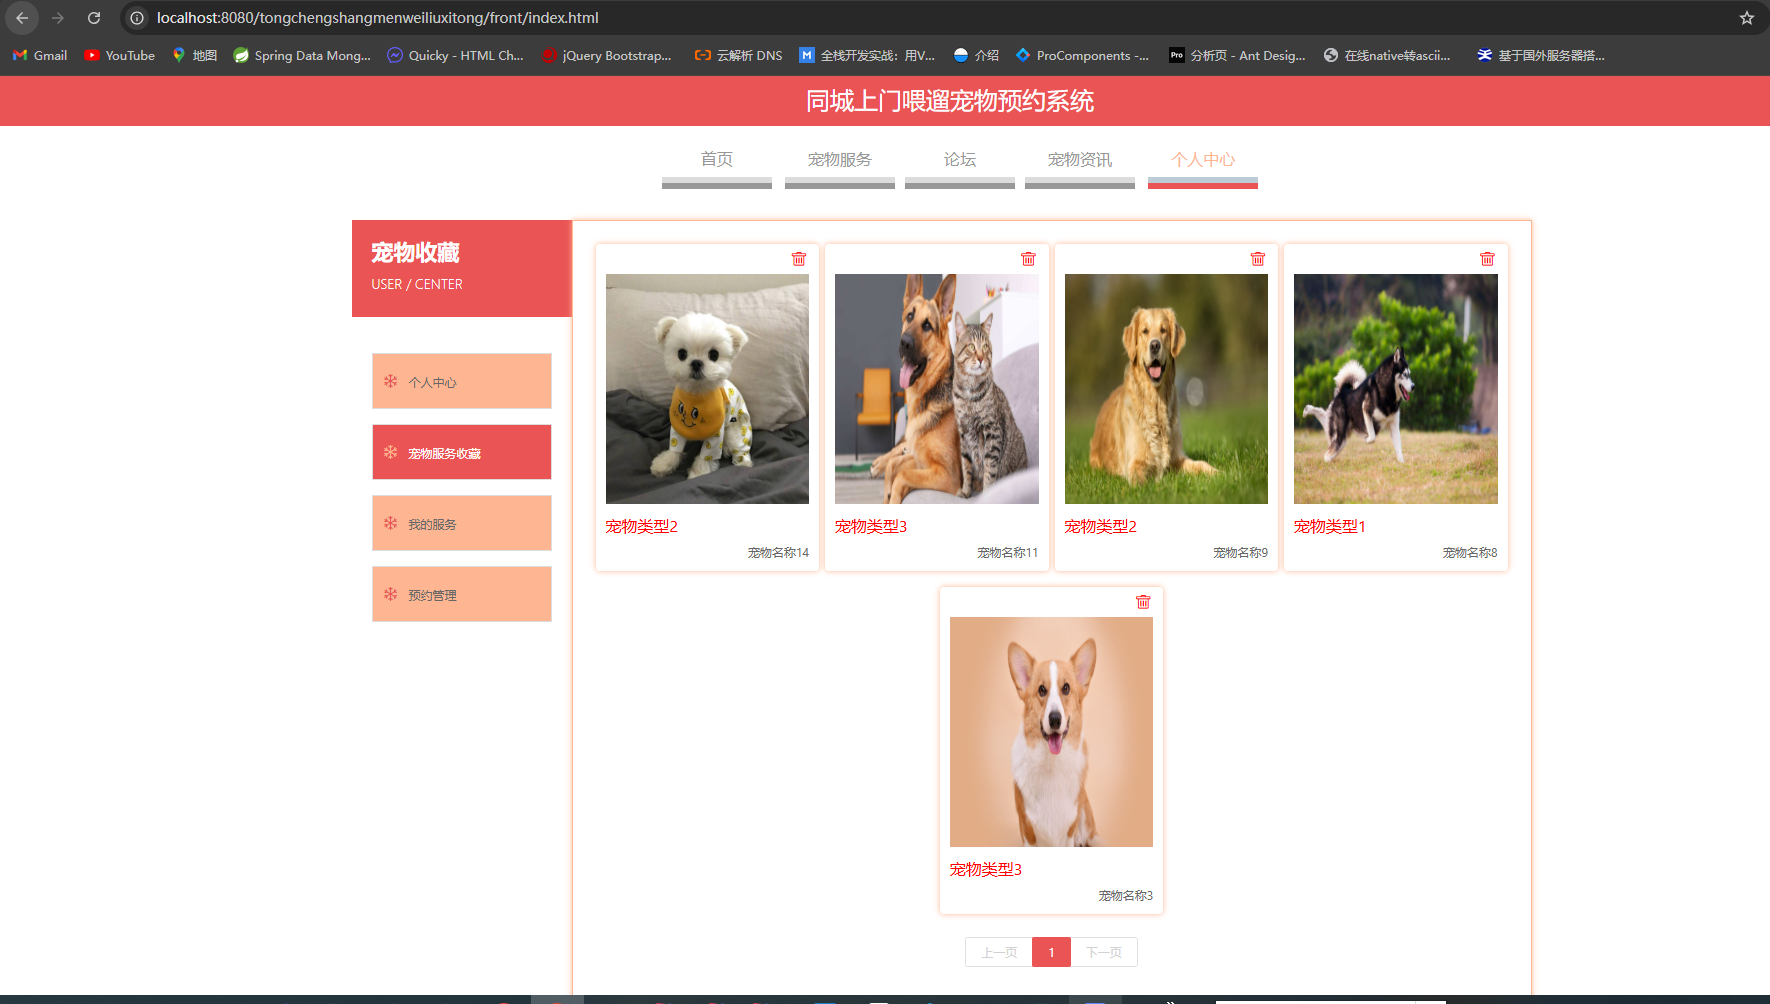 localhost:8080/tongchengshangmenweiliuxitong/front/index.html
Gmail
YouTube
地图
Spring Data Mong...
Quicky - HTML Ch...
jQuery Bootstrap...
云解析 DNS
全栈开发实战：用V...
介绍
ProComponents -...
分析页 - Ant Desig...
在线native转ascii...
基于国外服务器搭...
同城上门喂遛宠物预约系统
首页
宠物服务
论坛
宠物资讯
个人中心
宠物收藏
USER / CENTER
个人中心
宠物服务收藏
我的服务
预约管理
宠物类型2
宠物名称14
宠物类型3
宠物名称11
宠物类型2
宠物名称9
宠物类型1
宠物名称8
宠物类型3
宠物名称3
上一页
1
下一页